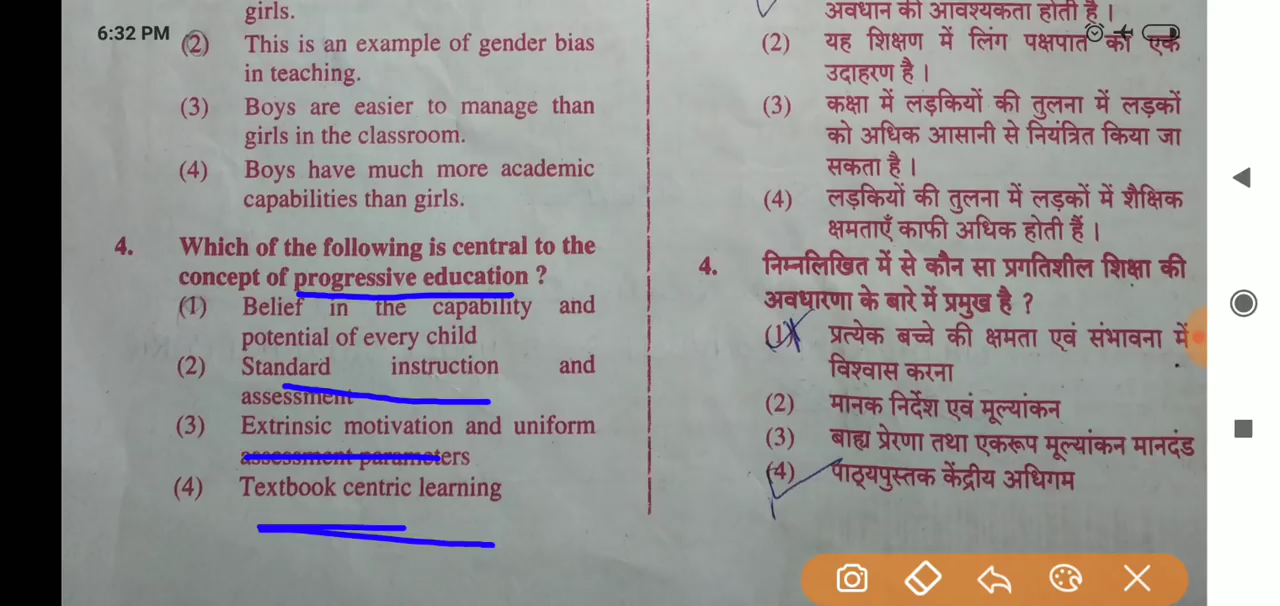 6:32 PM
girls.
(2) This is an example of gender bias
in teaching.
(3) Boys are easier to manage than
girls in the classroom.
(4) Boys have much more academic
capabilities than girls.
4. Which of the following is central to the
concept of progressive education ?
(1) Belief in the capability and
potential of every child
(2) Standard instruction and
assessment
(3) Extrinsic motivation and uniform
assessment parameters
(4) Textbook centric learning
अवधान की आवश्यकता होती है ।
(2) यह शिक्षण में लिंग पक्षपात का एक
उदाहरण है ।
(3) कक्षा में लड़कियों की तुलना में लड़कों
को अधिक आसानी से नियंत्रित किया जा
सकता है ।
(4) लड़कियों की तुलना में लड़कों में शैक्षिक
क्षमताएँ काफी अधिक होती हैं ।
4. निम्नलिखित में से कौन सा प्रगतिशील शिक्षा की
अवधारणा के बारे में प्रमुख है ?
(1) प्रत्येक बच्चे की क्षमता एवं संभावना में
विश्वास करना
(2) मानक निर्देश एवं मूल्यांकन
(3) बाह्य प्रेरणा तथा एकरूप मूल्यांकन मानदंड
(4) पाठ्यपुस्तक केंद्रीय अधिगम